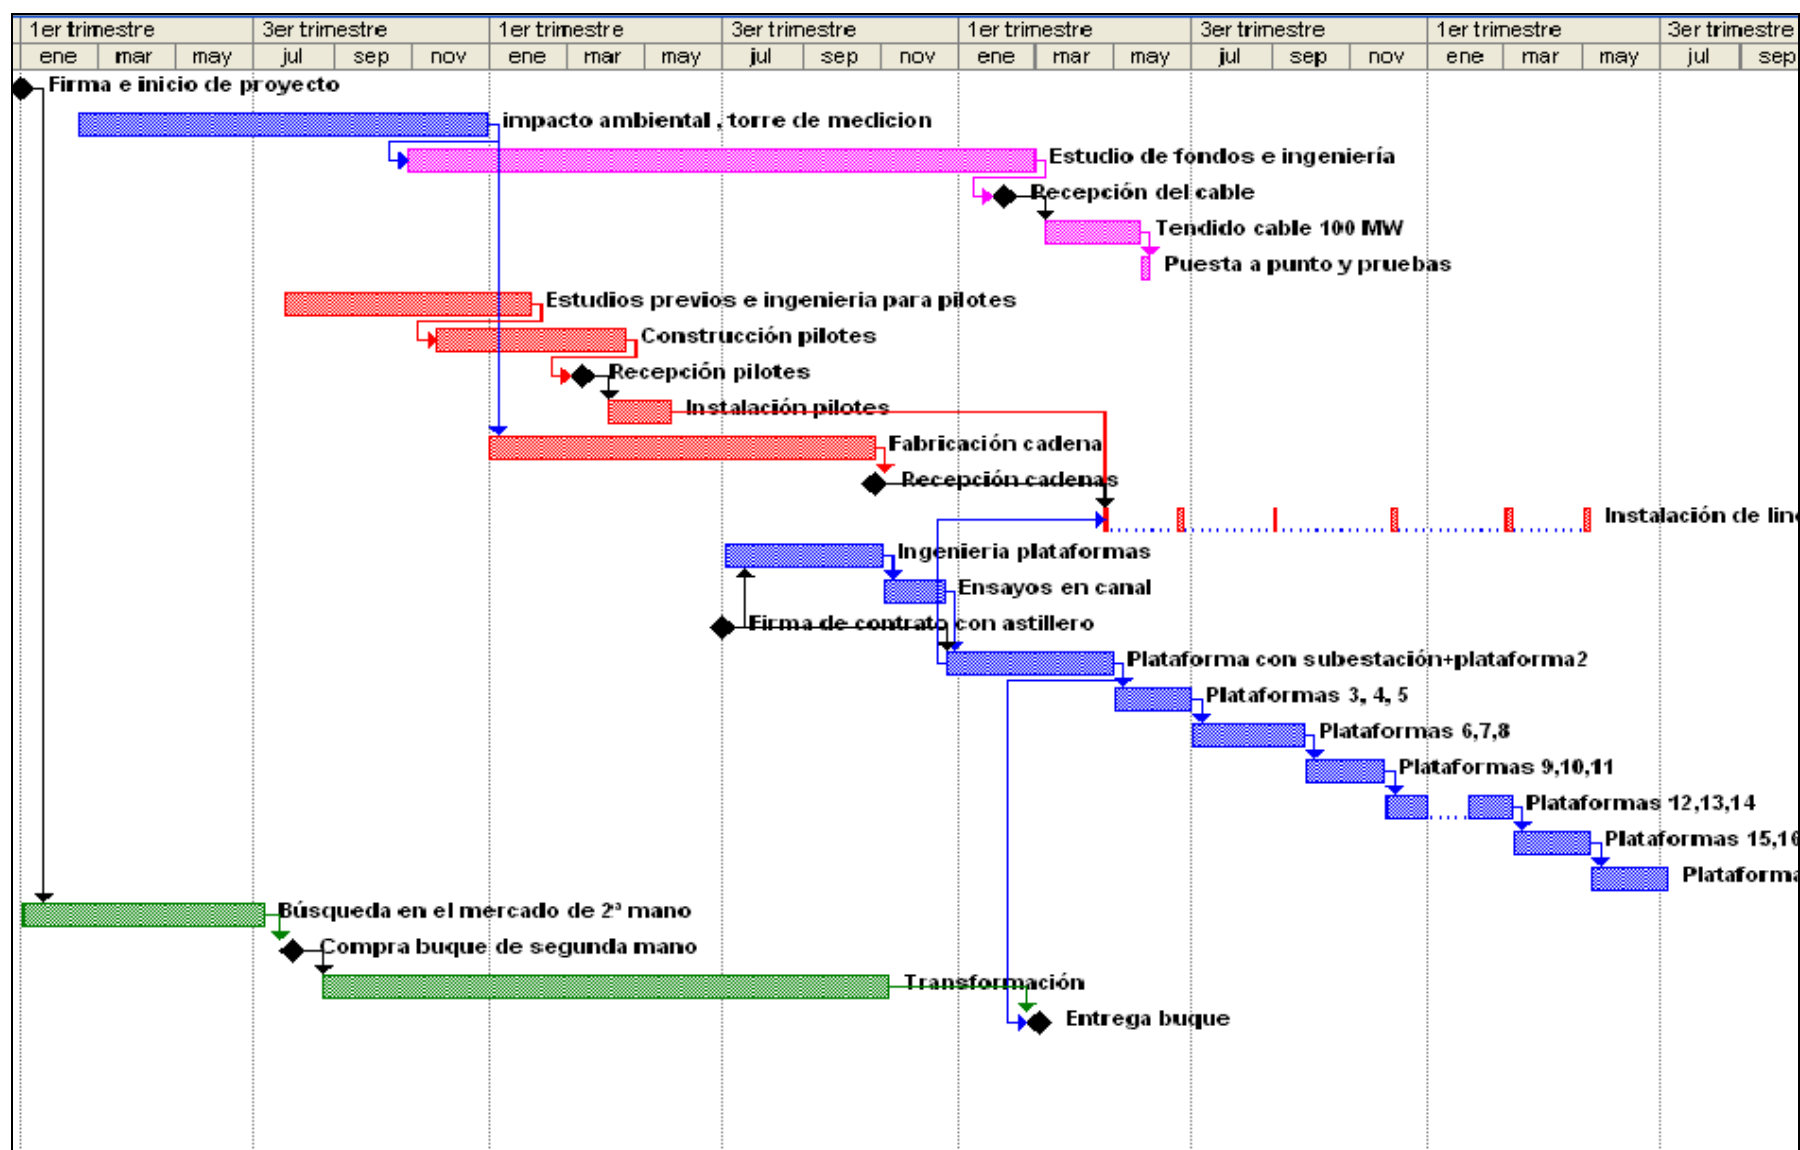 1er trimestre 3er trimestre 1er trimestre 3er trimestre 1er trimestre 3er trimestre 1er trimestre 3er trimestre
ene mar may jul sep nov ene mar may jul sep nov ene mar may jul sep nov ene mar may jul sep
Firma e inicio de proyecto
impacto ambiental , torre de medicion
Estudio de fondos e ingeniería
Recepción del cable
Tendido cable 100 MW
Puesta a punto y pruebas
Estudios previos e ingenieria para pilotes
Construcción pilotes
Recepción pilotes
Instalación pilotes
Fabricación cadena
Recepción cadenas
Instalación de
Ingenieria plataformas
Ensayos en canal
Firma de contrato con astillero
Plataforma con subestación+plataforma2
Plataformas 3, 4, 5
Plataformas 6,7,8
Plataformas 9,10,11
Plataformas 12,13,14
Plataformas 15,16
Plataforma
Búsqueda en el mercado de 2ª mano
Compra buque de segunda mano
Transformación
Entrega buque